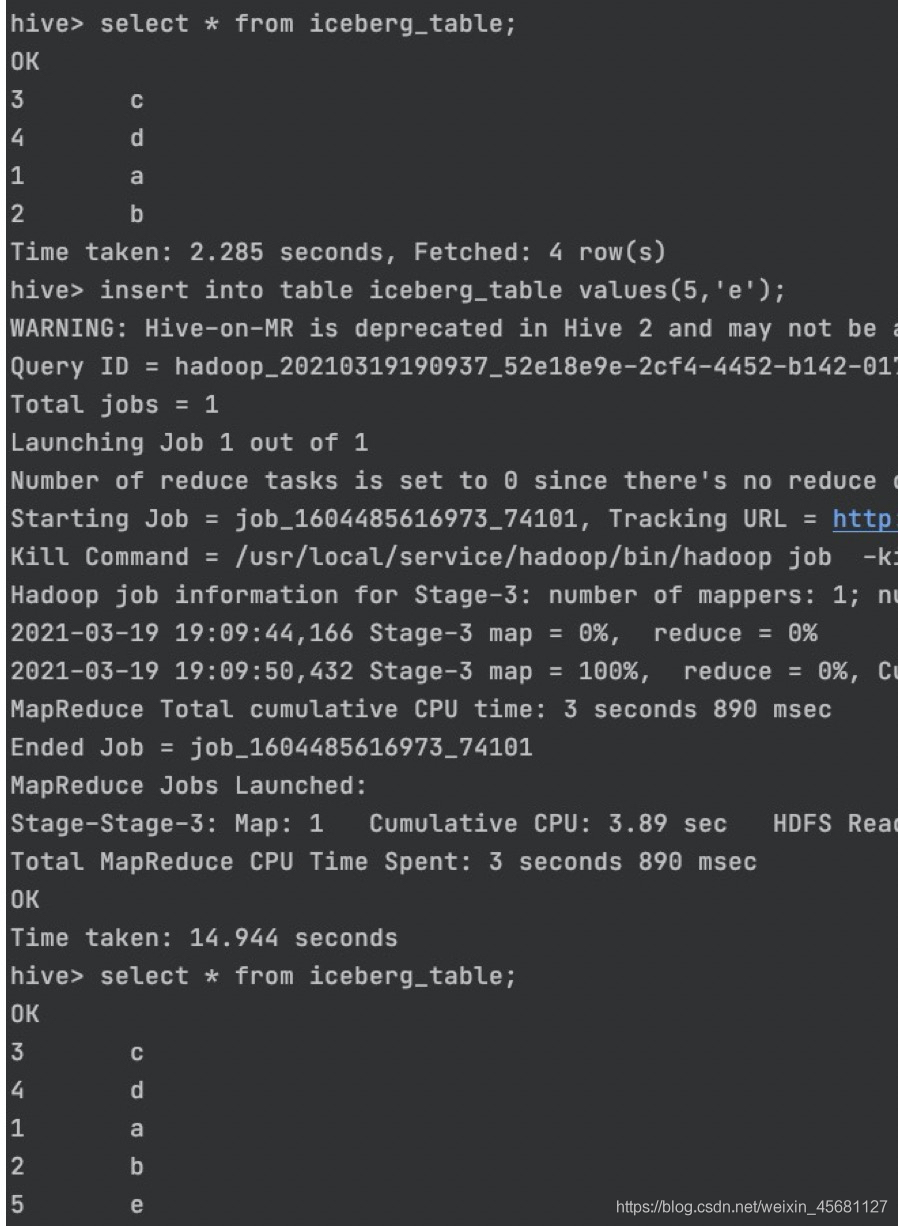 hive> select * from iceberg_table;
OK
3 c
4 d
1 a
2 b
Time taken: 2.285 seconds, Fetched: 4 row(s)
hive> insert into table iceberg_table values(5,'e');
WARNING: Hive-on-MR is deprecated in Hive 2 and may not be
Query ID = hadoop_20210319190937_52e18e9e-2cf4-4452-b142-017
Total jobs = 1
Launching Job 1 out of 1
Number of reduce tasks is set to 0 since there's no reduce
Starting Job = job_1604485616973_74101, Tracking URL = http:
Kill Command = /usr/local/service/hadoop/bin/hadoop job -ki
Hadoop job information for Stage-3: number of mappers: 1; nu
2021-03-19 19:09:44,166 Stage-3 map = 0%, reduce = 0%
2021-03-19 19:09:50,432 Stage-3 map = 100%, reduce = 0%, Cu
MapReduce Total cumulative CPU time: 3 seconds 890 msec
Ended Job = job_1604485616973_74101
MapReduce Jobs Launched:
Stage-Stage-3: Map: 1 Cumulative CPU: 3.89 sec HDFS Read
Total MapReduce CPU Time Spent: 3 seconds 890 msec
OK
Time taken: 14.944 seconds
hive> select * from iceberg_table;
OK
3 c
4 d
1 a
2 b
5 e
https://blog.csdn.net/weixin_45681127